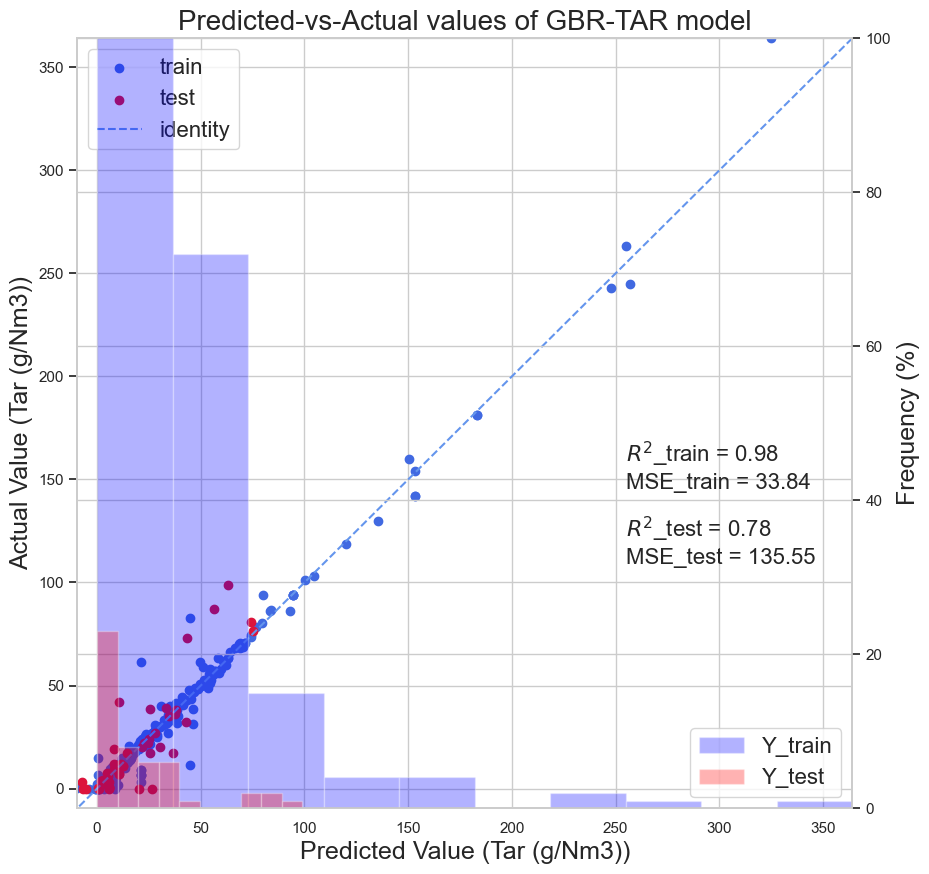 Predicted-vs-Actual values of GBR-TAR model
train
test
identity
Actual Value (Tar (g/Nm3))
350
300
250
200
150
100
50
0
100
80
60
40
20
0
Frequency (%)
R²_train = 0.98
MSE_train = 33.84
R²_test = 0.78
MSE_test = 135.55
Y_train
Y_test
0 50 100 150 200 250 300 350
Predicted Value (Tar (g/Nm3))